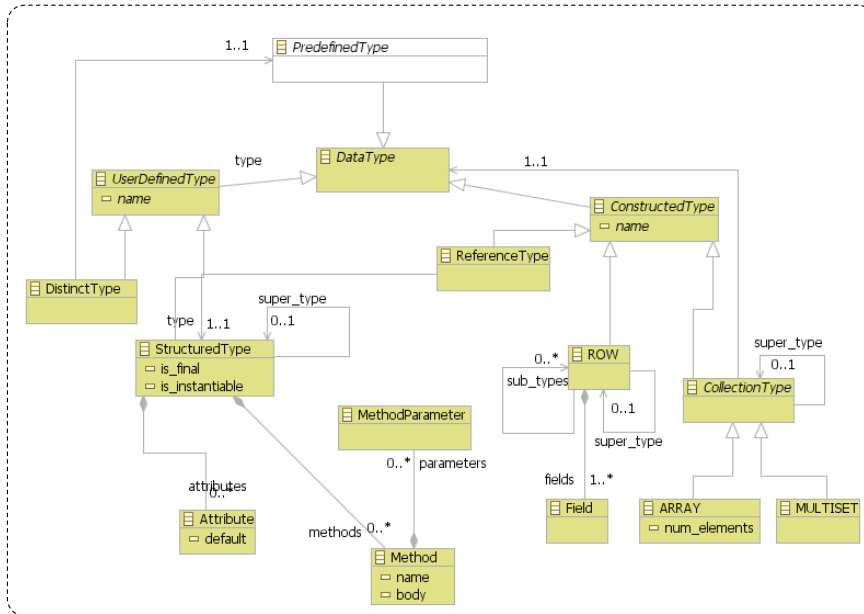 1..1
PredefinedType
type
DataType
1..1
UserDefinedType
name
ConstructedType
name
ReferenceType
DistinctType
super_type
type
1..1
0..1
StructuredType
is_final
is_instantiable
0..*
sub_types
ROW
0..1
super_type
super_type
0..1
CollectionType
MethodParameter
0..*
parameters
attributes
0..*
fields
1..*
Attribute
default
methods
0..*
Field
ARRAY
num_elements
MULTISET
Method
name
body